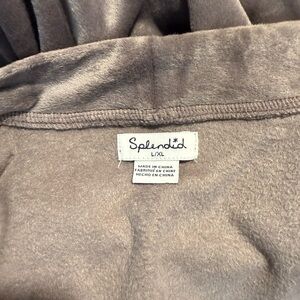 Splendid
L/XL
MADE IN CHINA
FABRIQUÉ EN CHINE
HECHO EN CHINA